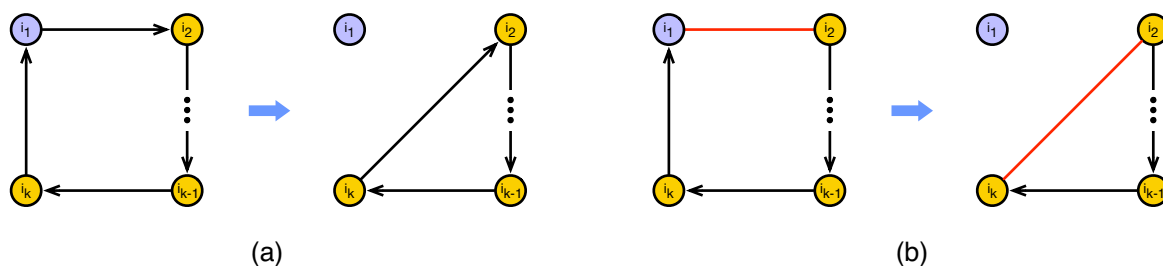 i1 i2 i1 i2 i1 i2 i1 i2
ik ik-1 ik ik-1 ik ik-1 ik ik-1
(a) (b)